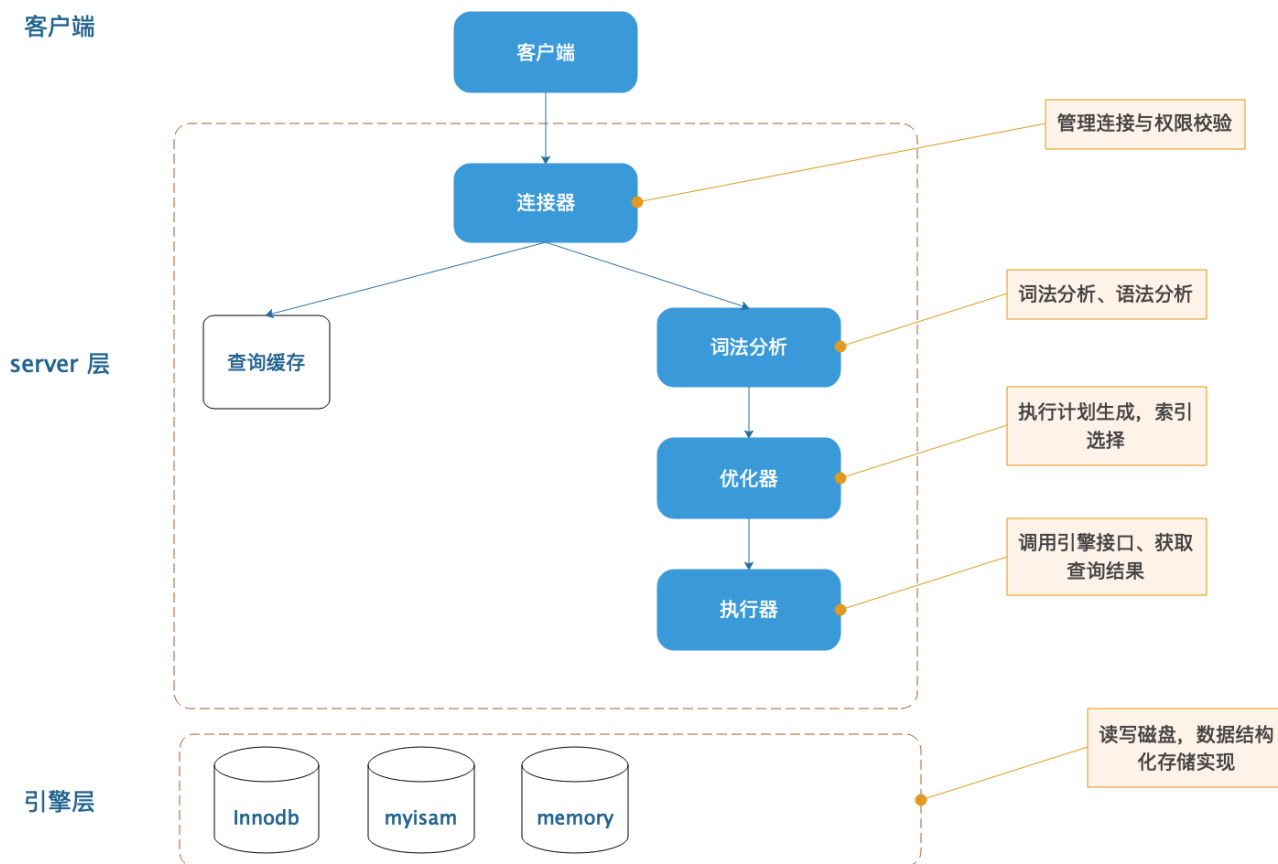 客户端
客户端
管理连接与权限校验
连接器
词法分析、语法分析
server 层
查询缓存
词法分析
执行计划生成，索引
选择
优化器
调用引擎接口、获取
查询结果
执行器
读写磁盘，数据结构
化存储实现
引擎层
Innodb
myisam
memory